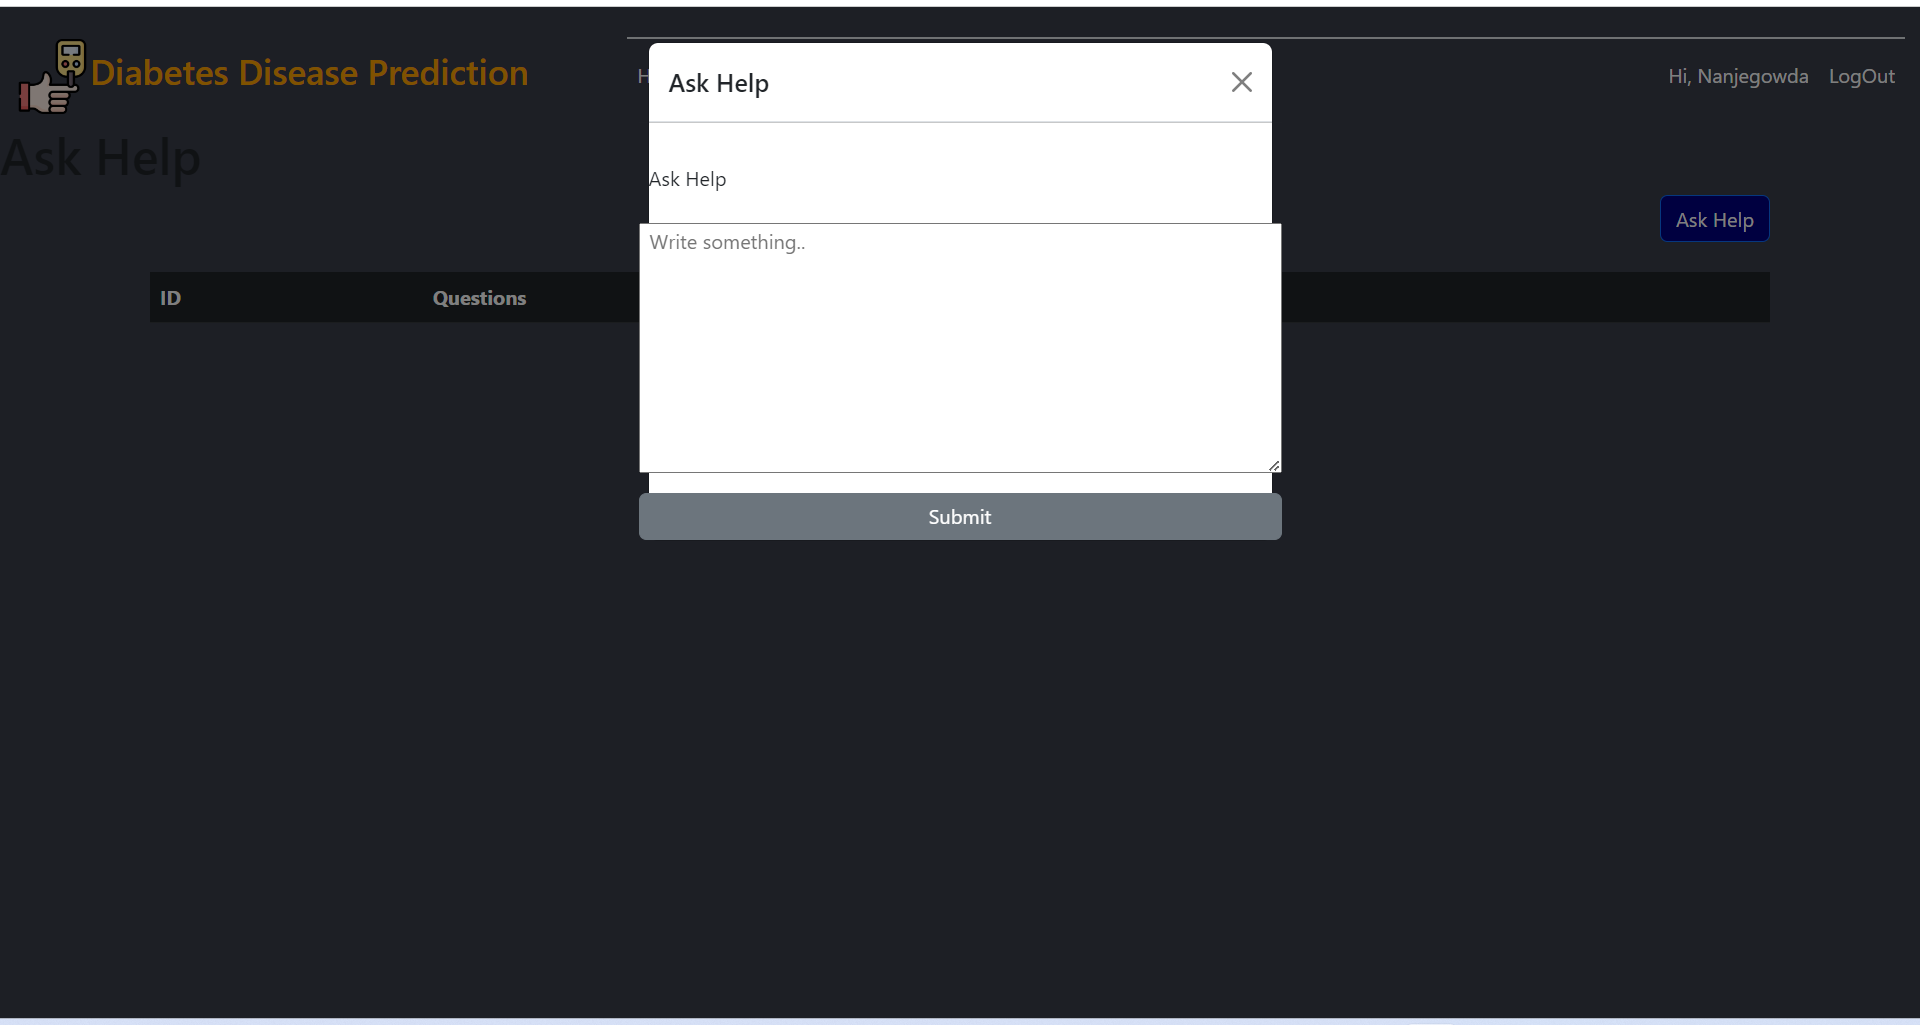 Diabetes Disease Prediction
H
Hi, Nanjegowda
LogOut
Ask Help
Ask Help
Ask Help
Ask Help
Write something..
ID
Questions
Submit